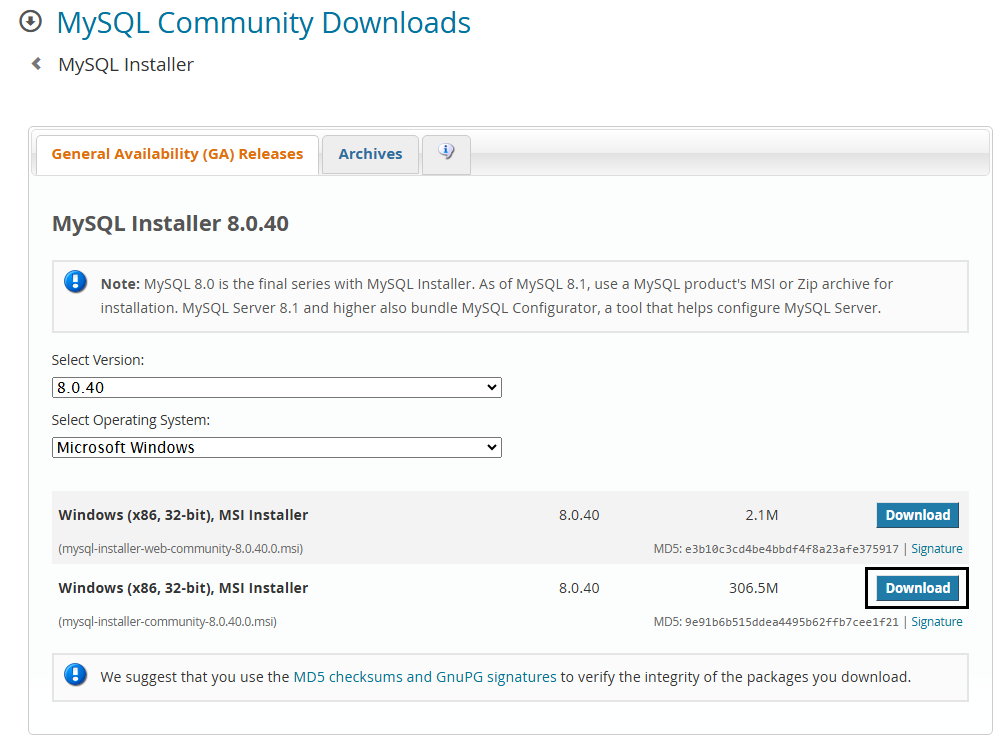 MySQL Community Downloads
MySQL Installer
General Availability (GA) Releases
Archives
MySQL Installer 8.0.40
Note: MySQL 8.0 is the final series with MySQL Installer. As of MySQL 8.1, use a MySQL product's MSI or Zip archive for
installation. MySQL Server 8.1 and higher also bundle MySQL Configurator, a tool that helps configure MySQL Server.
Select Version:
8.0.40
Select Operating System:
Microsoft Windows
Windows (x86, 32-bit), MSI Installer 8.0.40 2.1M Download
(mysql-installer-web-community-8.0.40.0.msi) MD5: e3b10c3cd4be4bbdf4f8a23afe375917 | Signature
Windows (x86, 32-bit), MSI Installer 8.0.40 306.5M Download
(mysql-installer-community-8.0.40.0.msi) MD5: 9e91b6b515ddea4495b62ffb7cee1f21 | Signature
We suggest that you use the MD5 checksums and GnuPG signatures to verify the integrity of the packages you download.